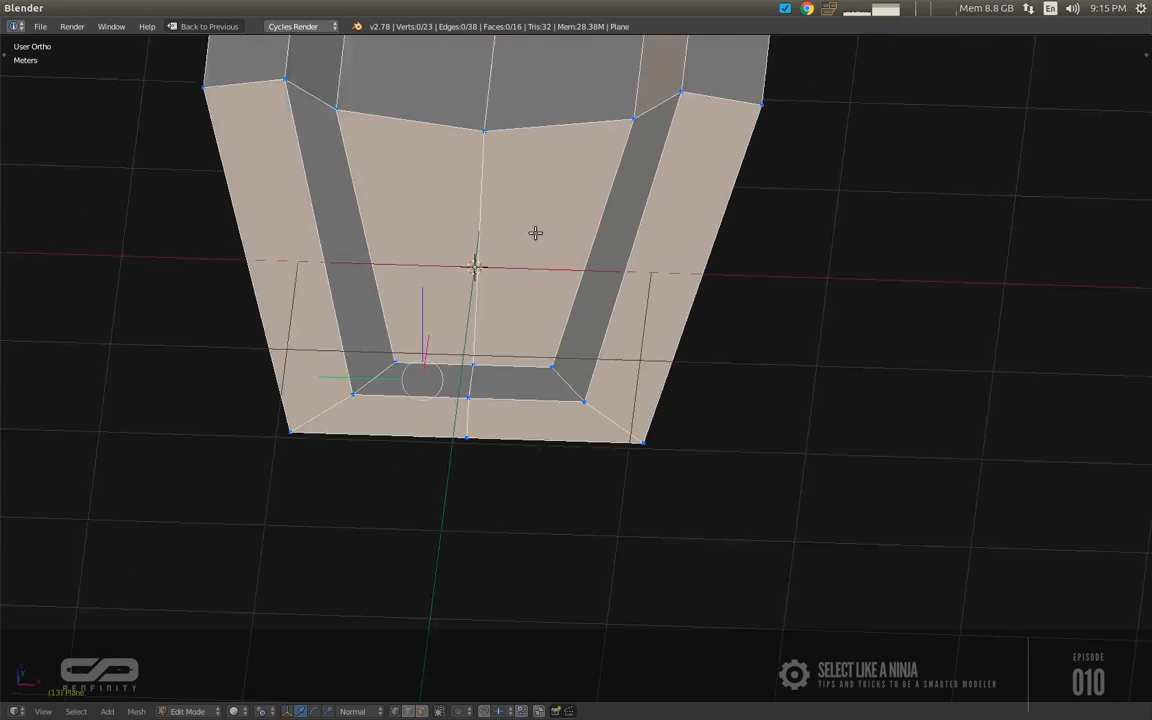 Blender
Mem 8.8 GB
En
9:15 PM
File
Render
Window
Help
Back to Previous
Cycles Render
v2.78 | Verts:0/23 | Edges:0/38 | Faces:0/16 | Tris:32 | Mem:28.38M | Plane
User Ortho
Meters
(13) Plane
SELECT LIKE A NINJA
TIPS AND TRICKS TO BE A SMARTER MODELER
EPISODE
010
View
Select
Add
Mesh
Edit Mode
Normal